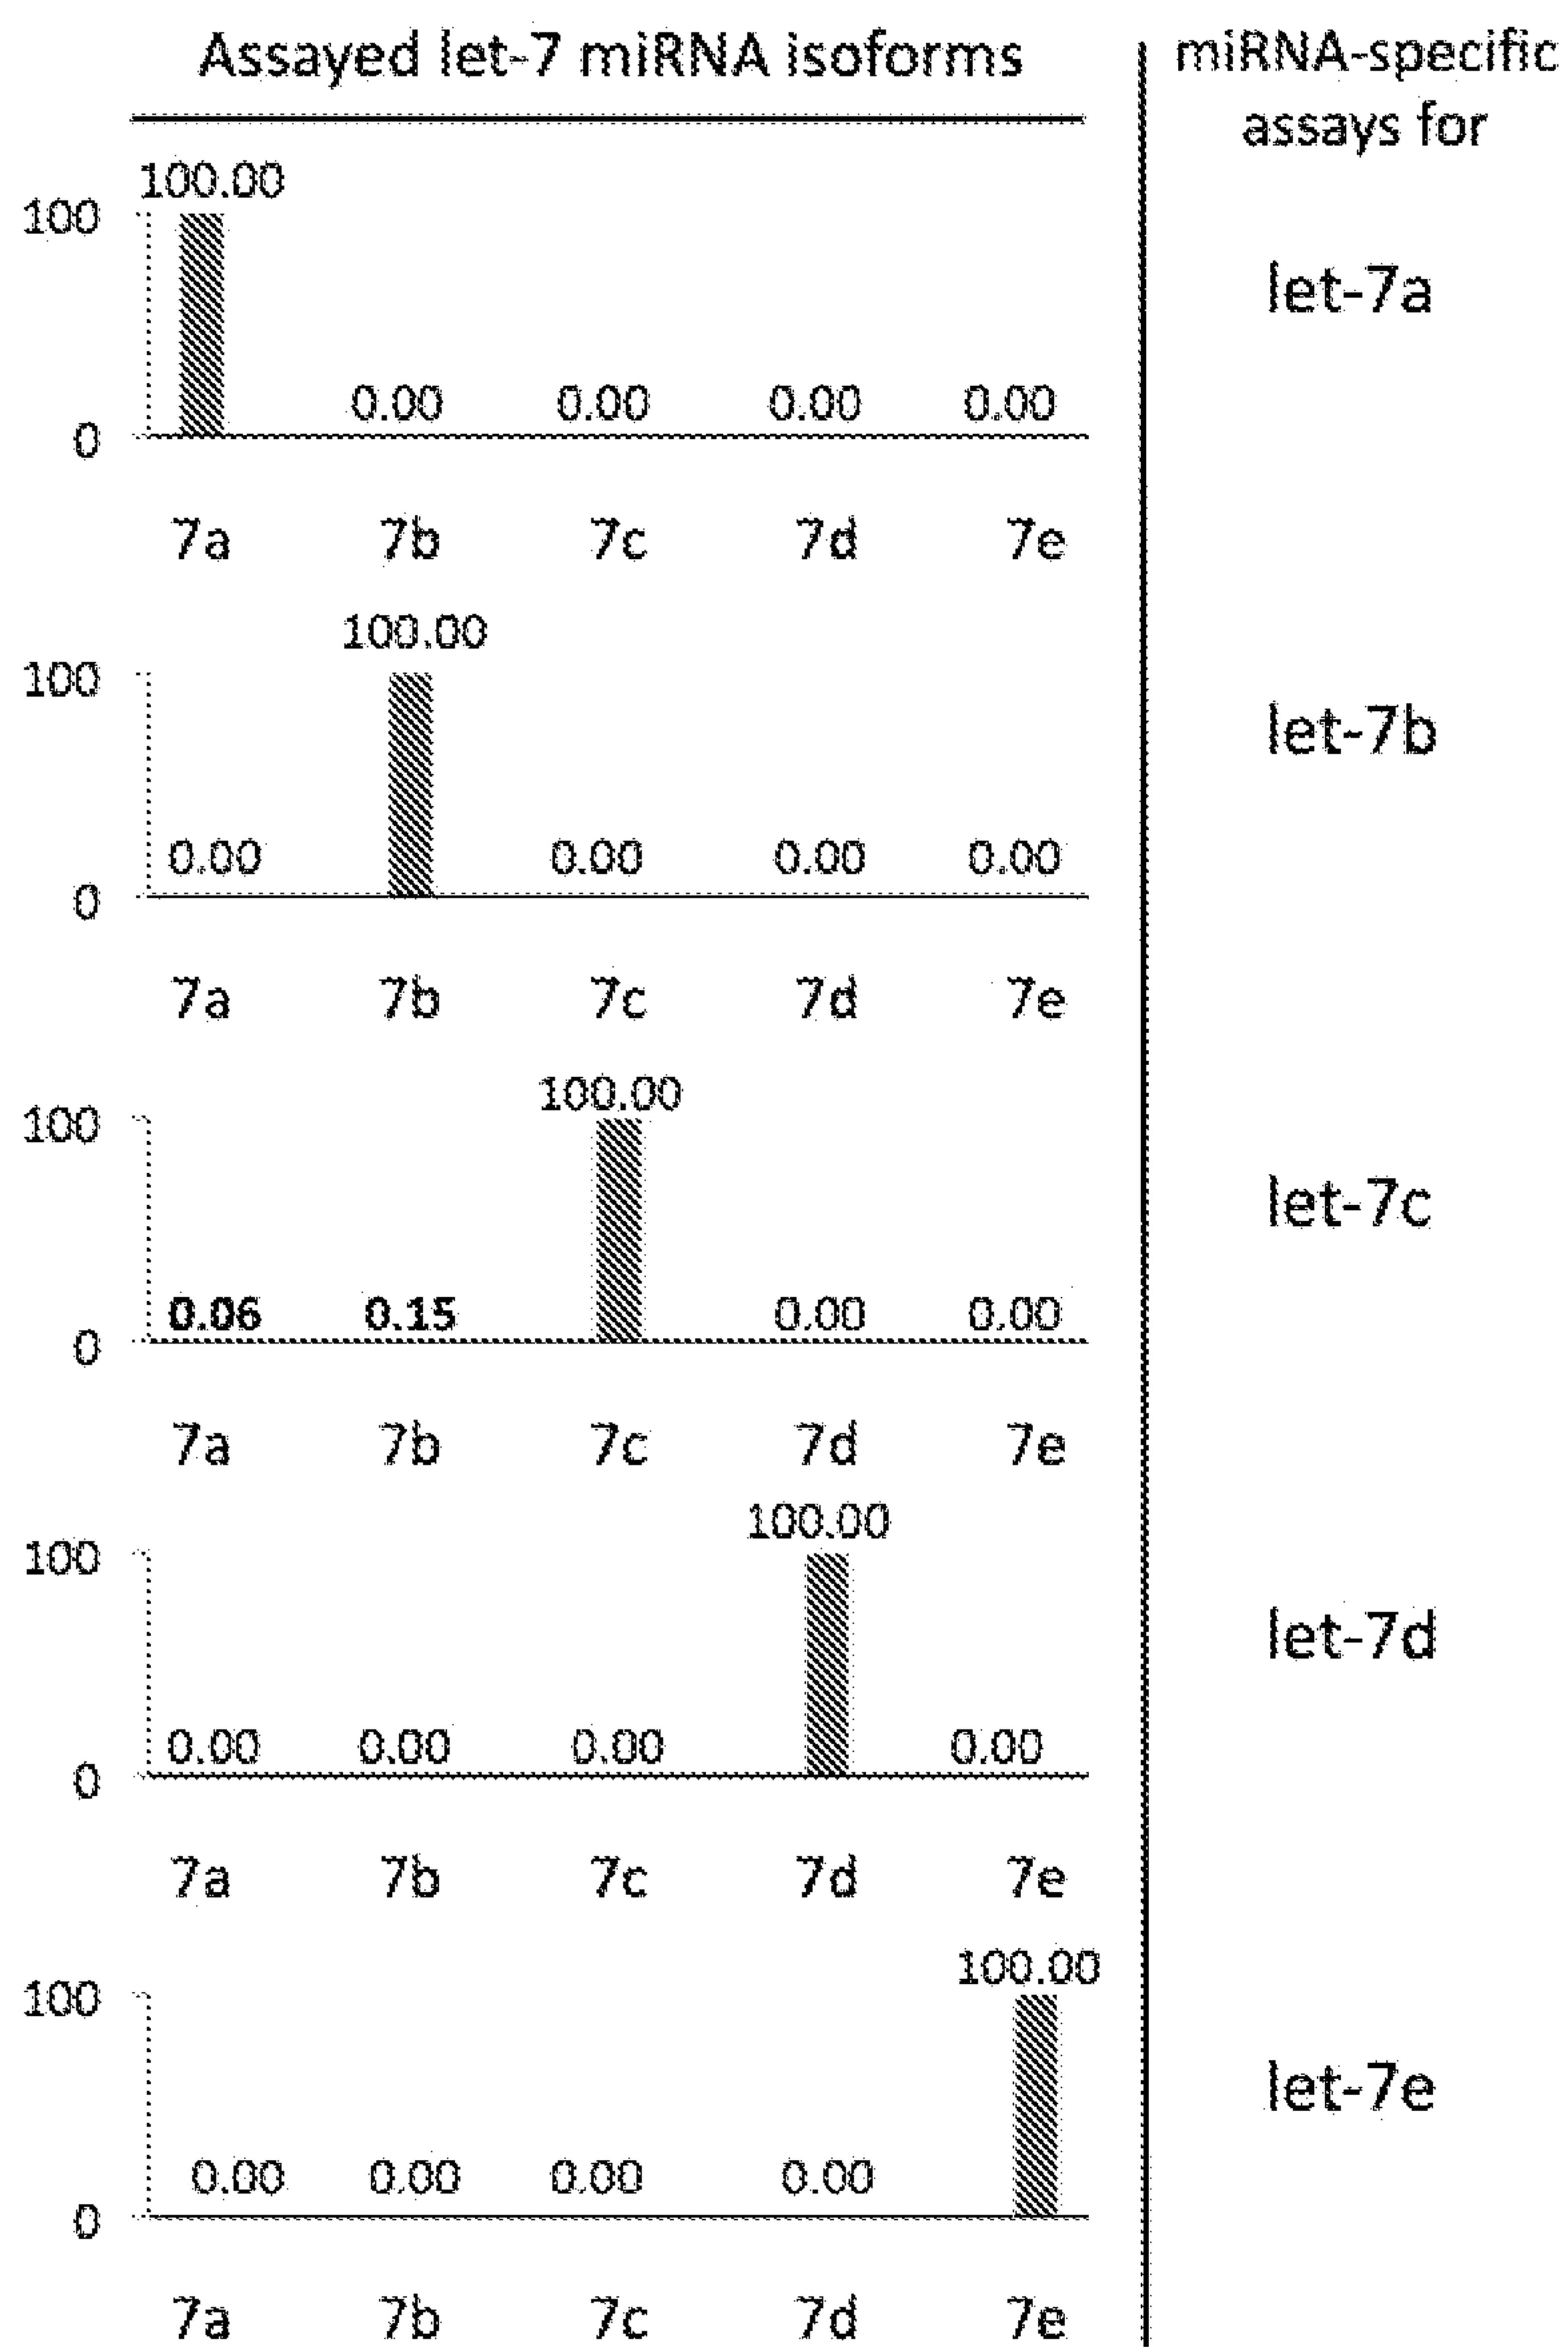 Assayed let-7 miRNA isoforms
miRNA-specific
assays for
100.00
100
let-7a
0.00 0.00 0.00 0.00
0
7a 7b 7c 7d 7e
100.00
100
let-7b
0.00 0.00 0.00 0.00
0
7a 7b 7c 7d 7e
100.00
100
let-7c
0.06 0.15 0.00 0.00
0
7a 7b 7c 7d 7e
100.00
100
let-7d
0.00 0.00 0.00 0.00
0
7a 7b 7c 7d 7e
100.00
100
let-7e
0.00 0.00 0.00 0.00
0
7a 7b 7c 7d 7e